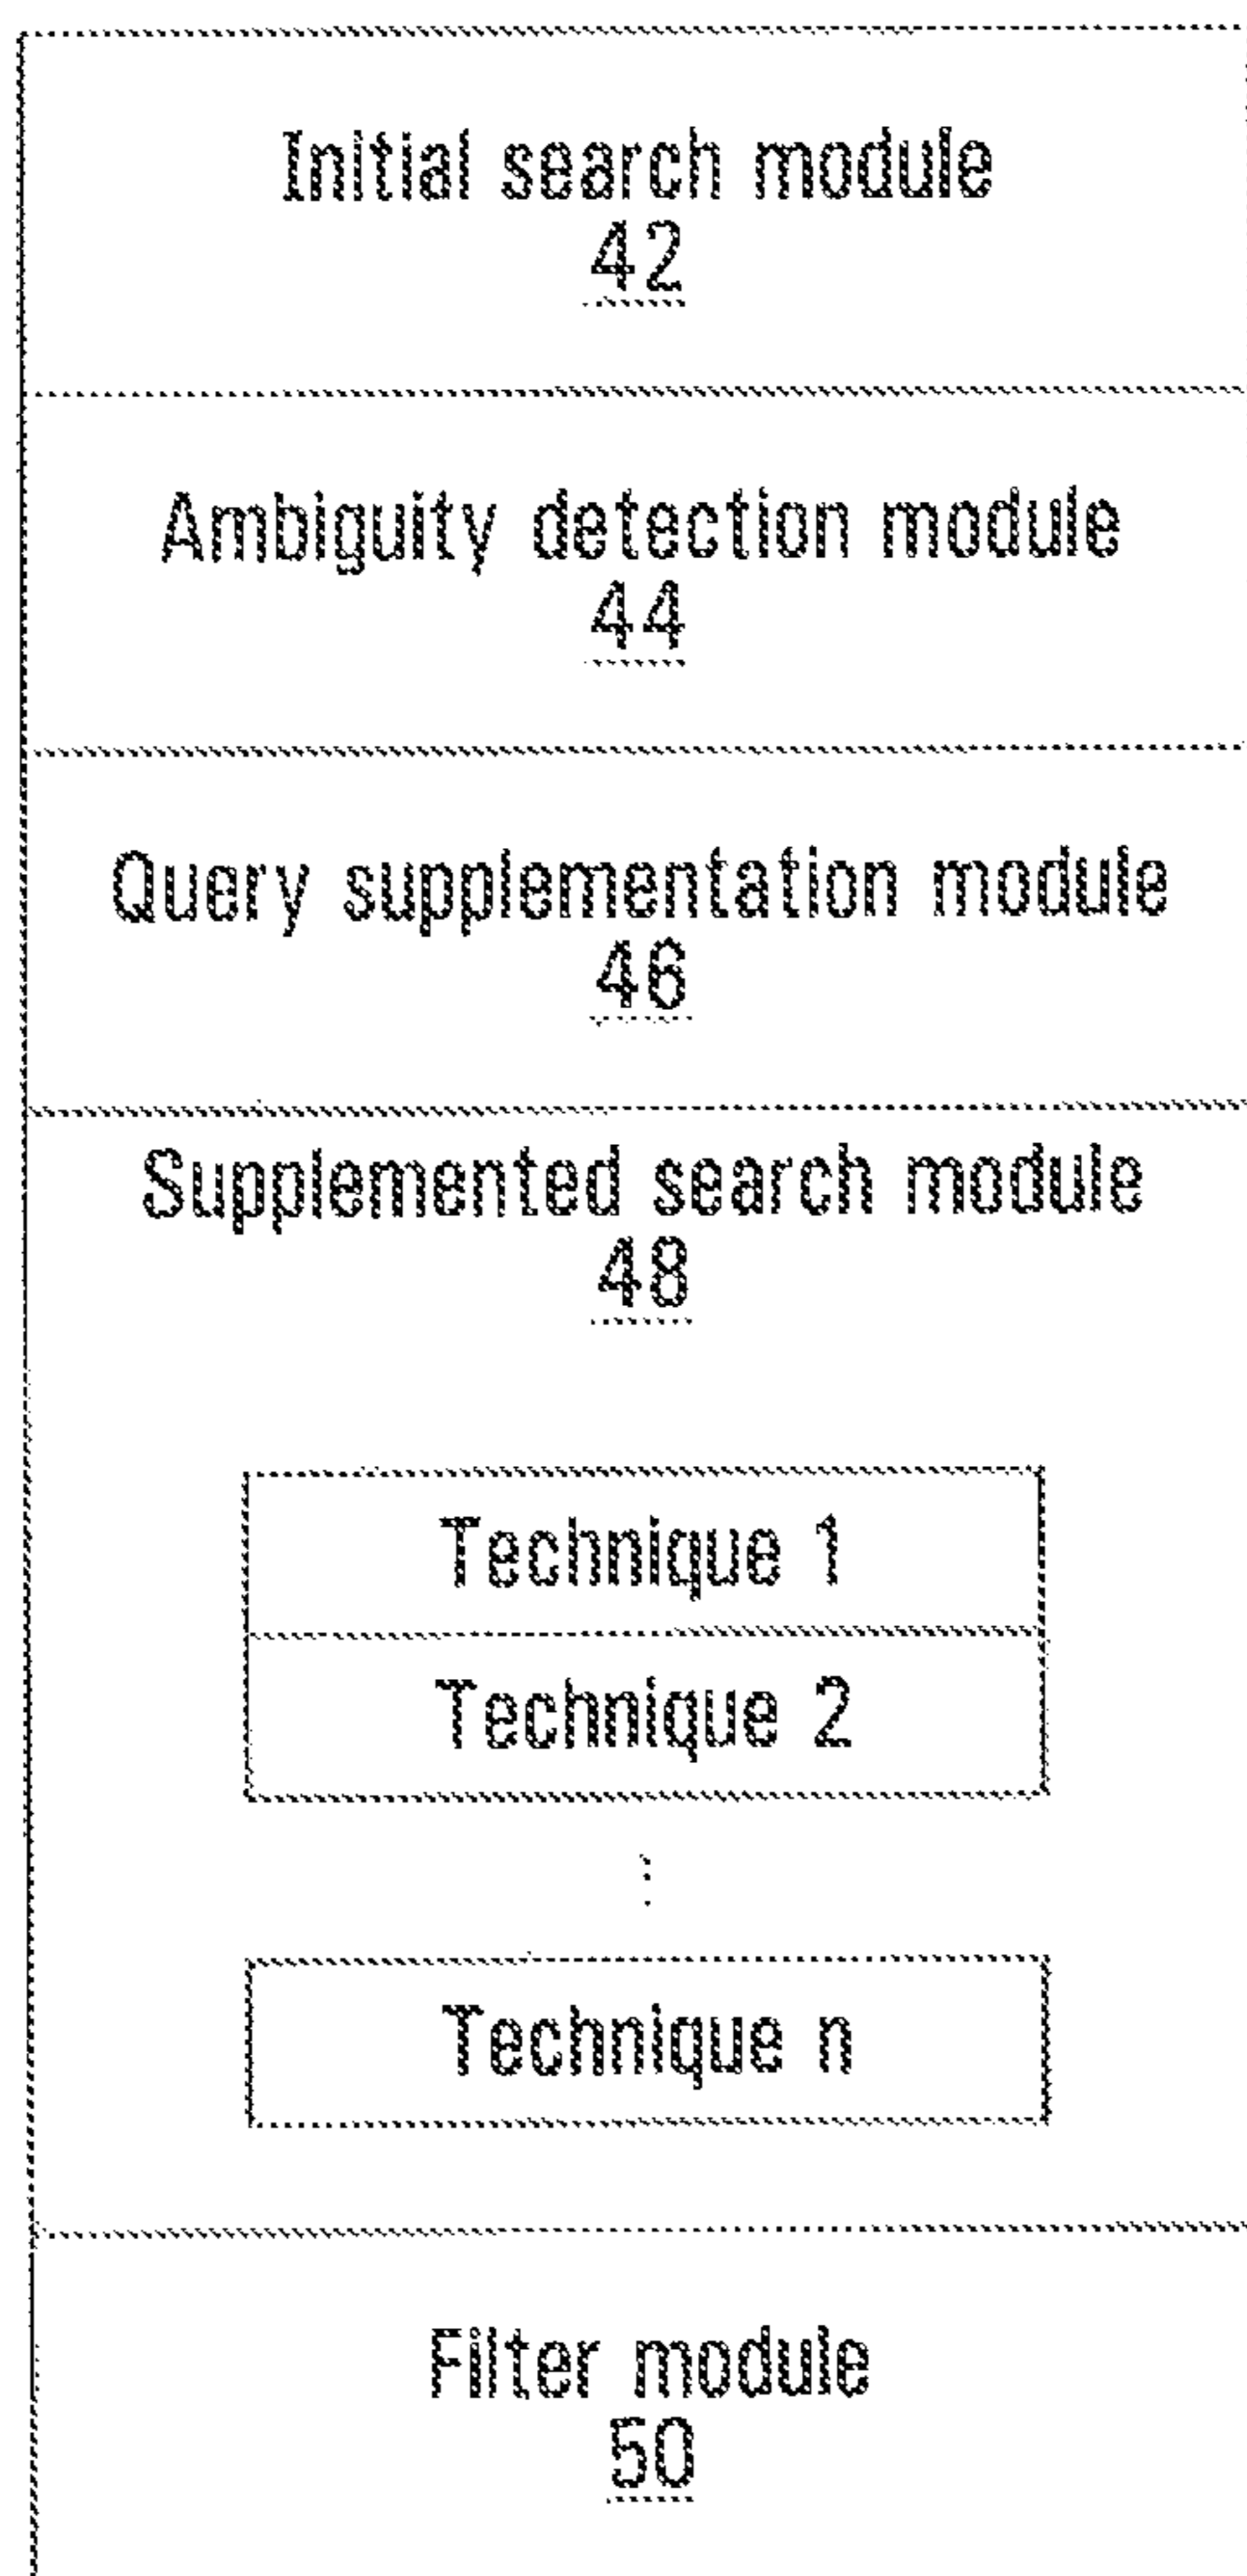 Initial search module
42
Ambiguity detection module
44
Query supplementation module
46
Supplemented search module
48
Technique 1
Technique 2
⋮
Technique n
Filter module
50